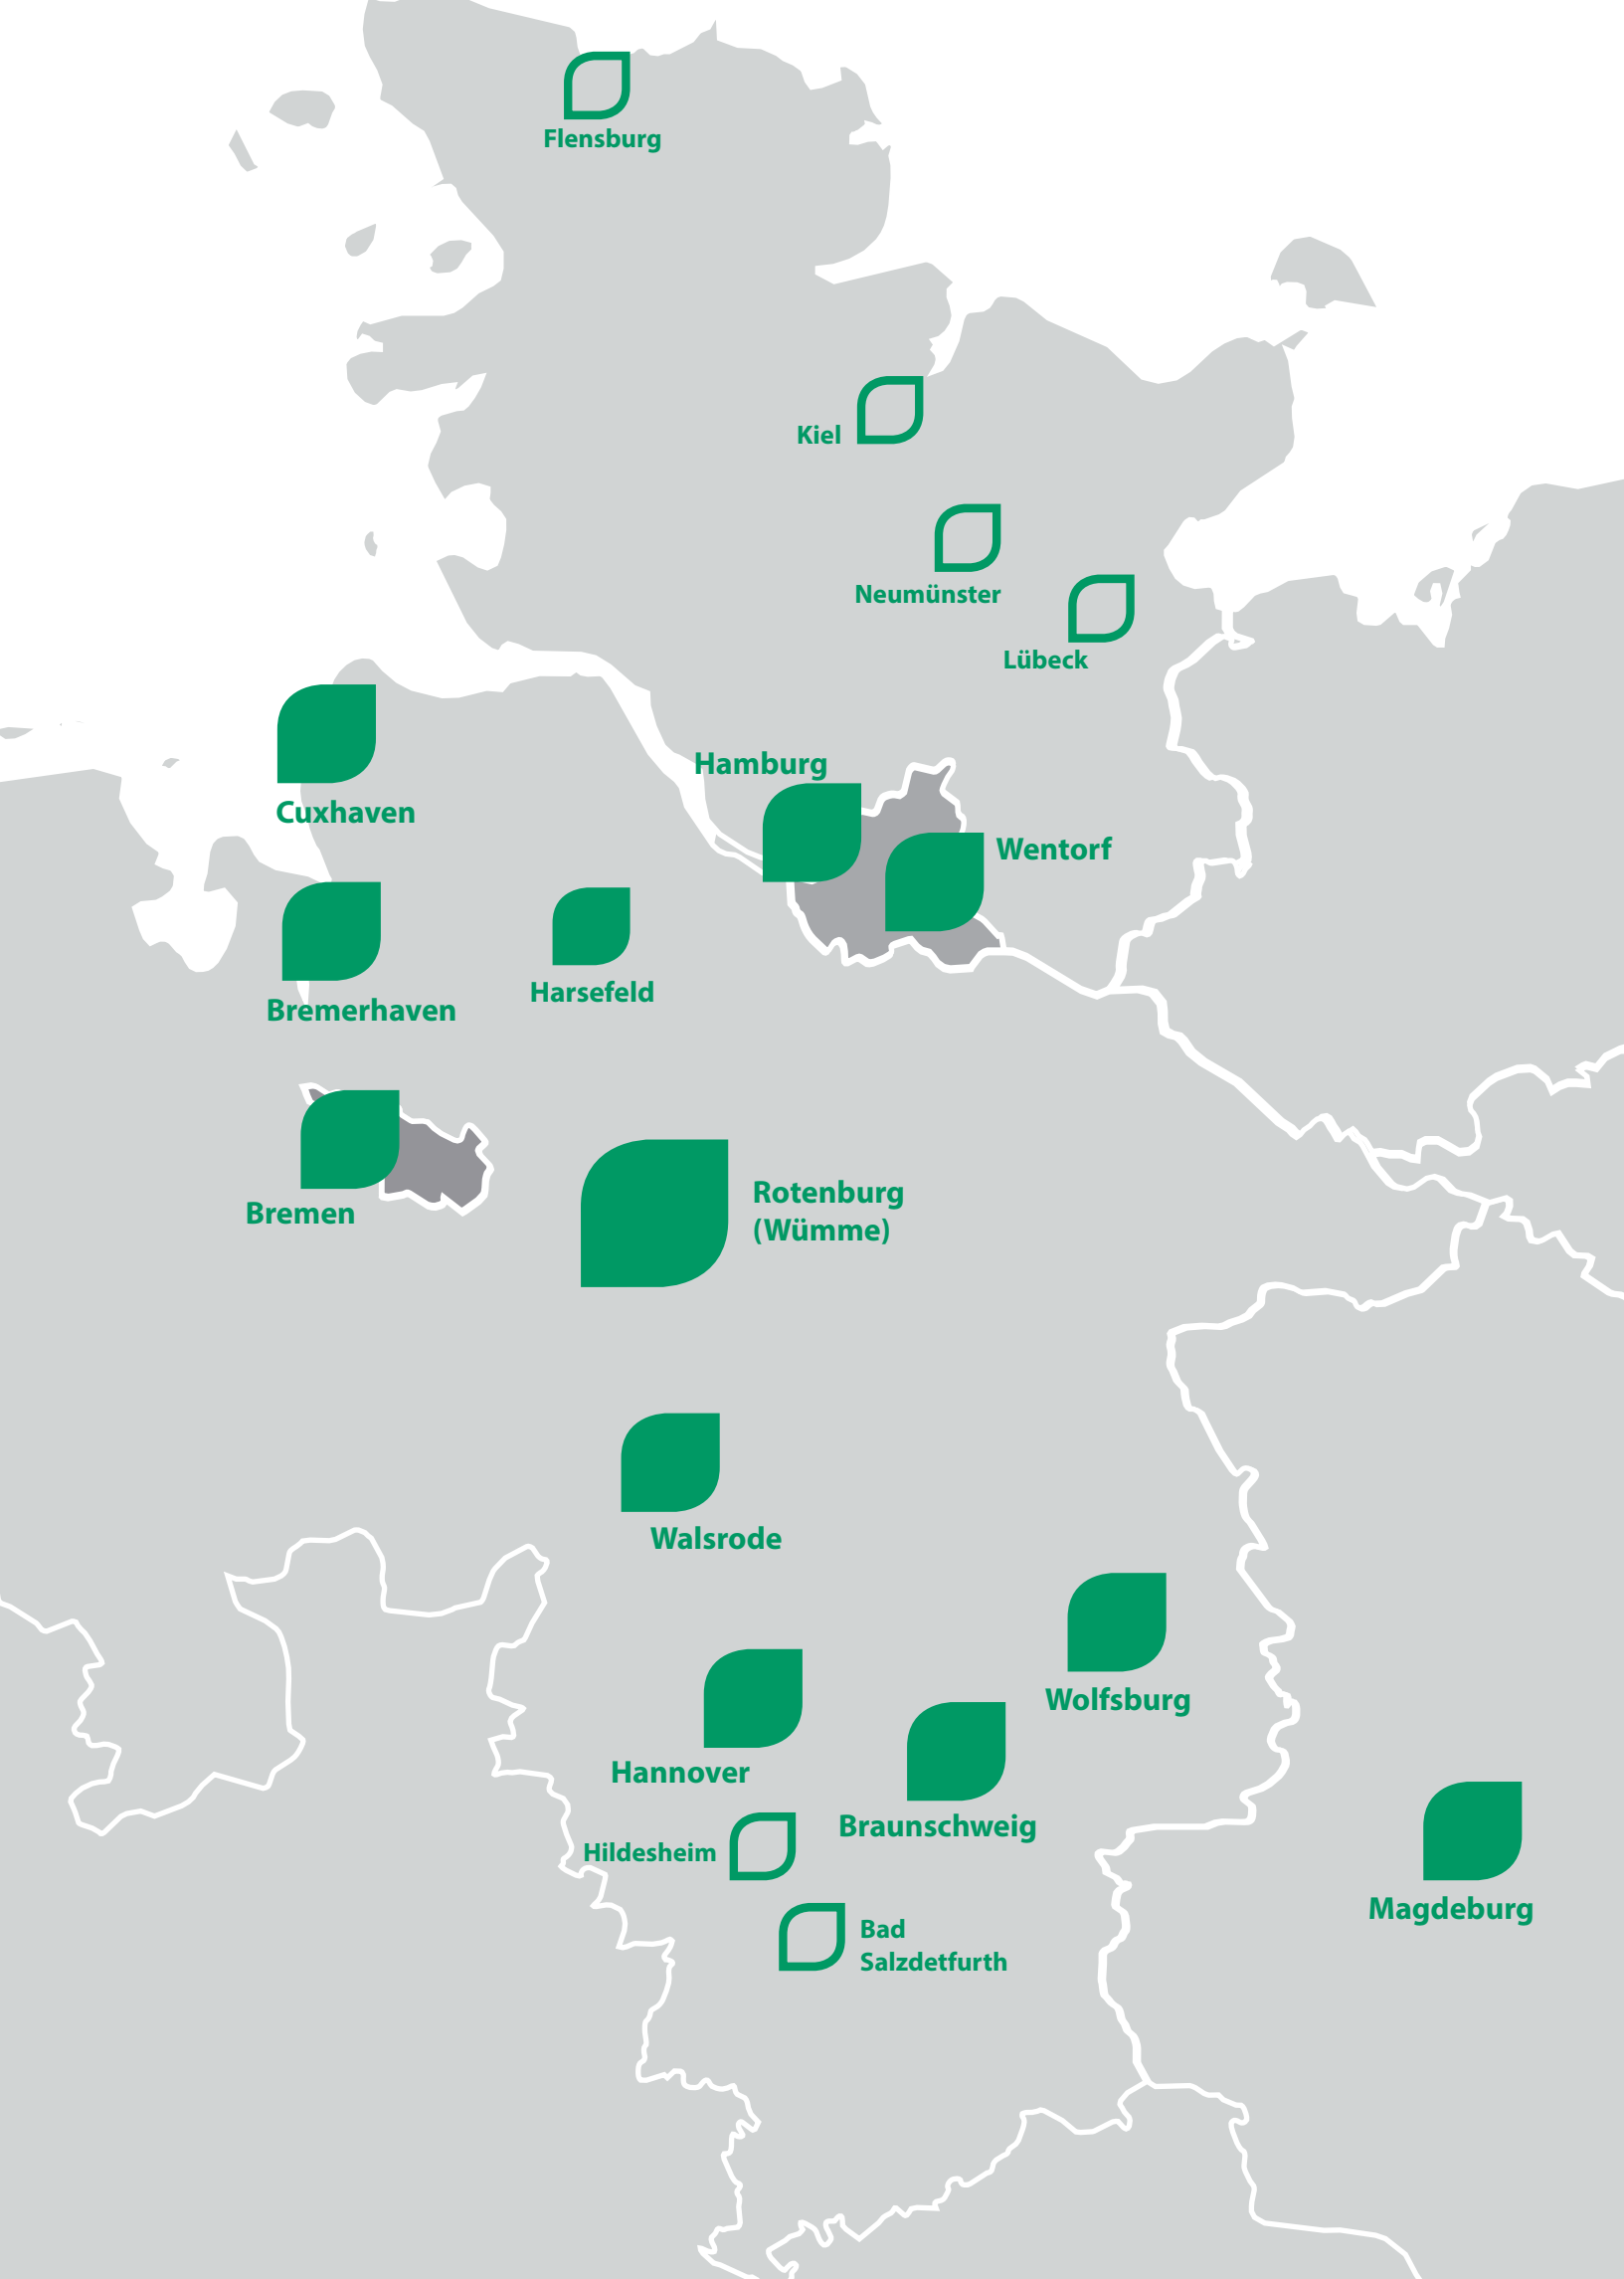 Flensburg
Kiel
Neumünster
Lübeck
Hamburg
Cuxhaven
Wentorf
Harsefeld
Bremerhaven
Rotenburg
(Wümme)
Bremen
Walsrode
Wolfsburg
Hannover
Braunschweig
Hildesheim
Magdeburg
Bad
Salzdetfurth